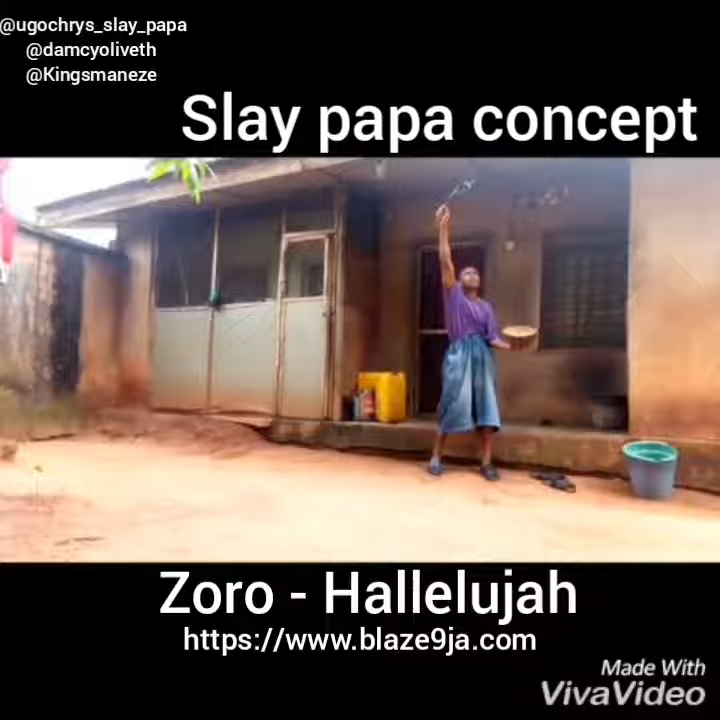 @ugochrys_slay_papa
@damcyoliveth
@Kingsmaneze
Slay papa concept
Zoro - Hallelujah
https://www.blaze9ja.com
Made With
VivaVideo